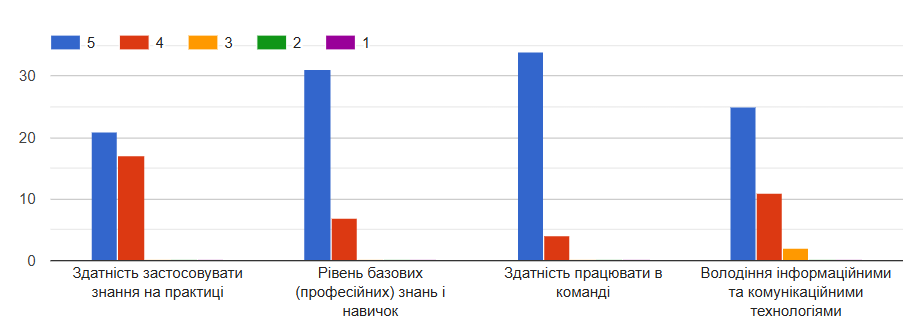 5 4 3 2 1
30
20
10
0
Здатність застосовувати
знання на практиці
Рівень базових
(професійних) знань і
навичок
Здатність працювати в
команді
Володіння інформаційними
та комунікаційними
технологіями